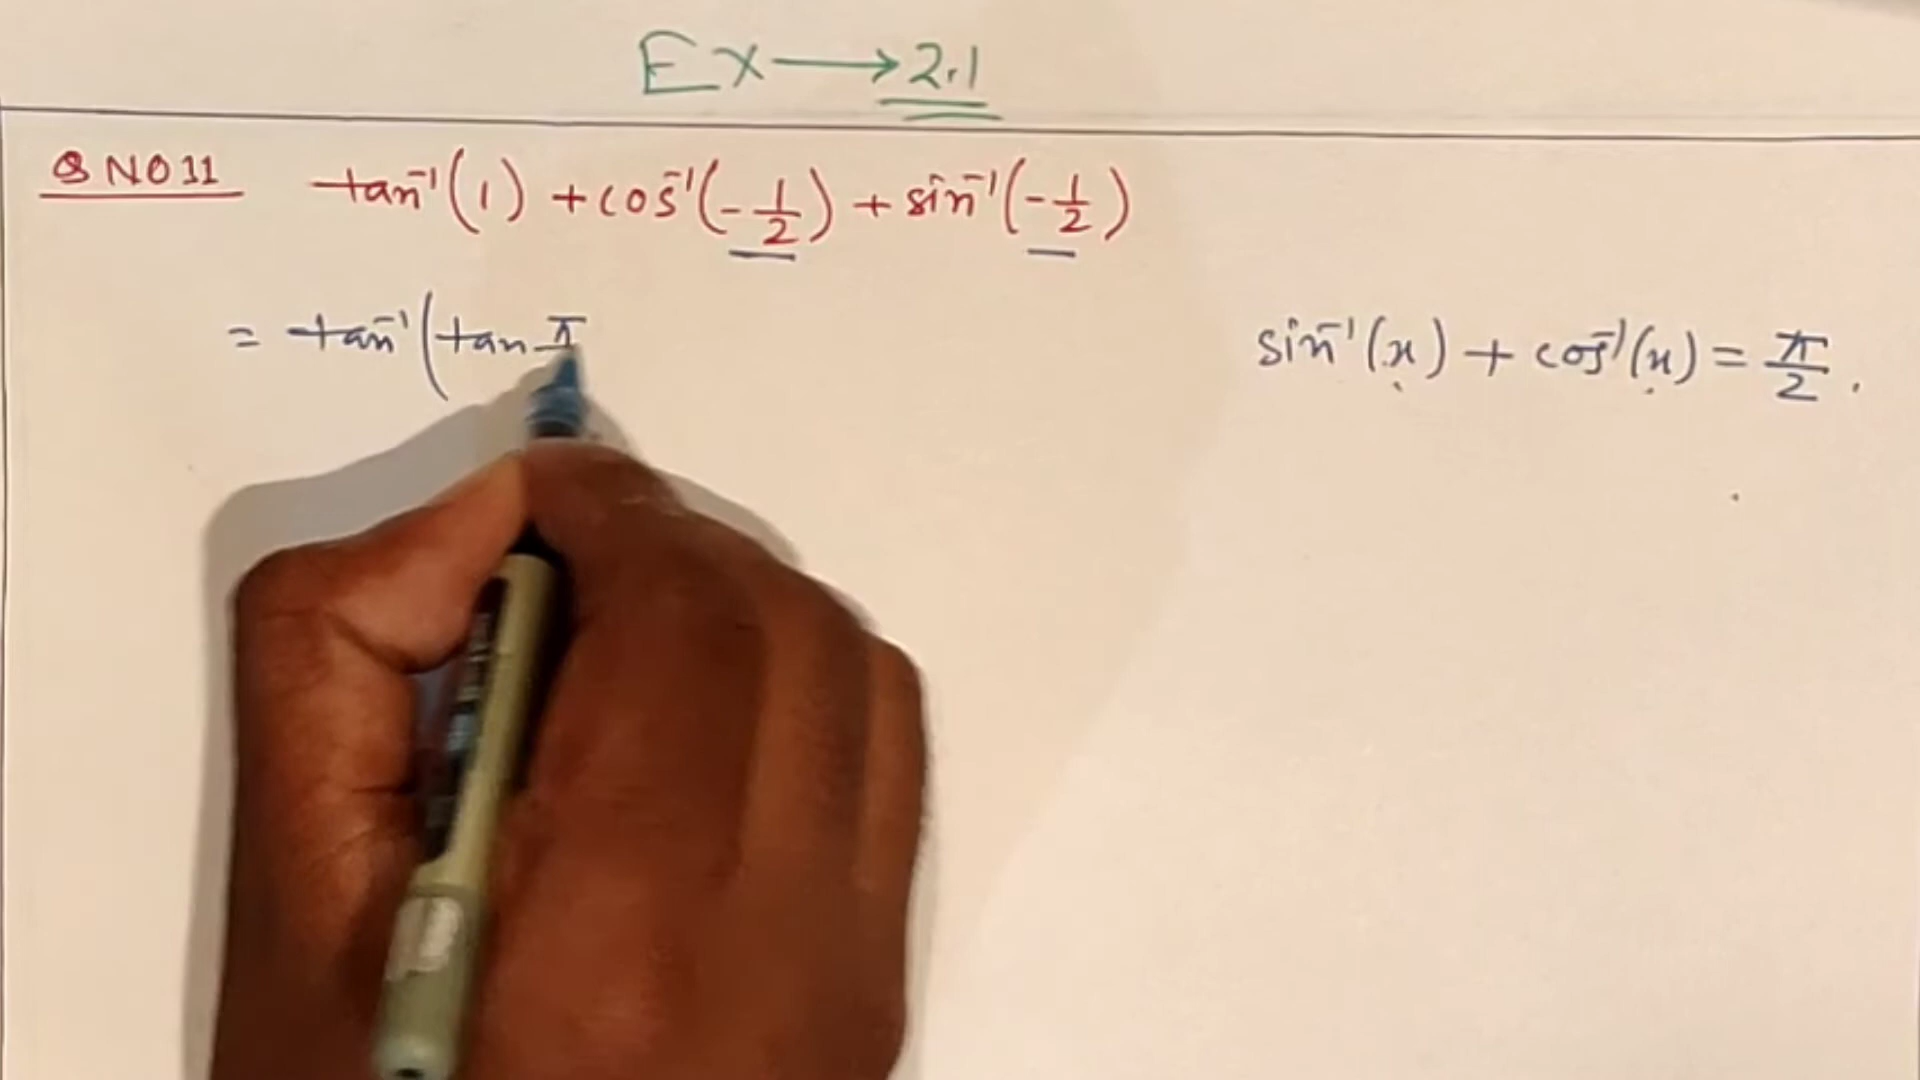 Ex → 2.1
Q NO 11 tan⁻¹(1) + cos⁻¹(-1/2) + sin⁻¹(-1/2)
= tan⁻¹(tan π
sin⁻¹(x) + cos⁻¹(x) = π/2 .